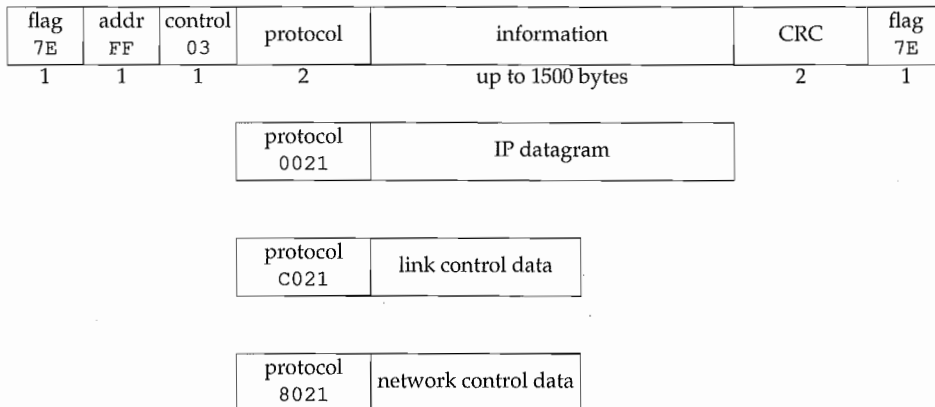 flag addr control protocol information CRC flag
7E FF 03 7E
1 1 1 2 up to 1500 bytes 2 1
protocol IP datagram
0021
protocol link control data
C021
protocol network control data
8021